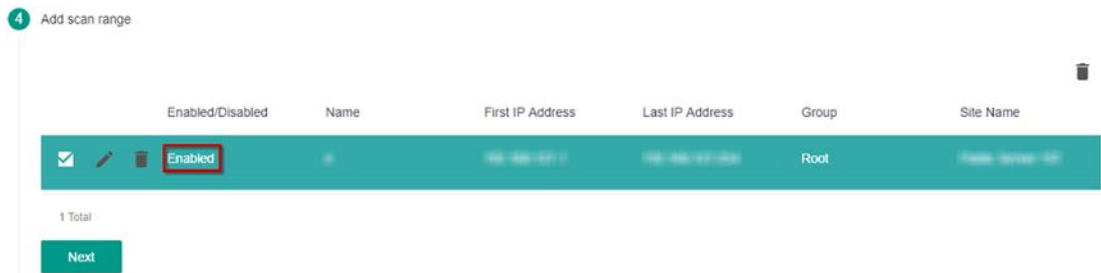 4 Add scan range
Enabled/Disabled Name First IP Address Last IP Address Group Site Name
Enabled Root
1 Total
Next